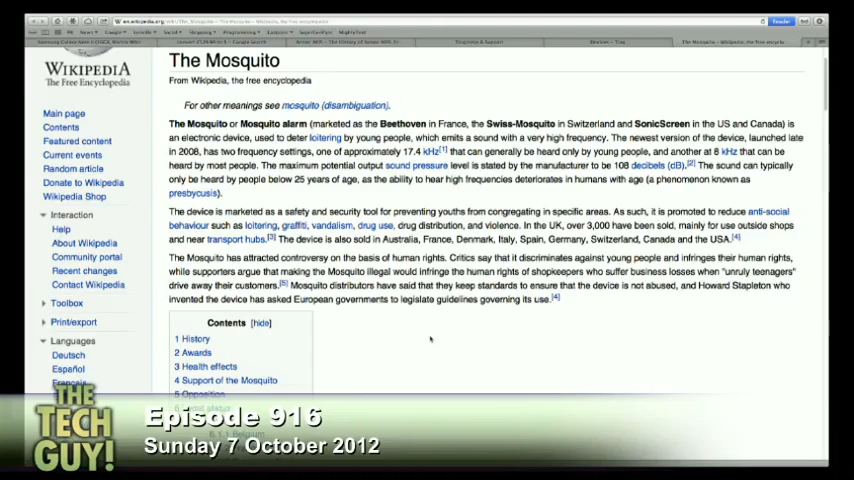 en.wikipedia.org
Reader
WIKIPEDIA
The Free Encyclopedia
Main page
Contents
Featured content
Current events
Random article
Donate to Wikipedia
Wikipedia Shop
Interaction
Help
About Wikipedia
Community portal
Recent changes
Contact Wikipedia
Toolbox
Print/export
Languages
Deutsch
Español
Français
The Mosquito
From Wikipedia, the free encyclopedia
For other meanings see mosquito (disambiguation).
The Mosquito or Mosquito alarm (marketed as the Beethoven in France, the Swiss-Mosquito in Switzerland and SonicScreen in the US and Canada) is
an electronic device, used to deter loitering by young people, which emits a sound with a very high frequency. The newest version of the device, launched late
in 2008, has two frequency settings, one of approximately 17.4 kHz[1] that can generally be heard only by young people, and another at 8 kHz that can be
heard by most people. The maximum potential output sound pressure level is stated by the manufacturer to be 108 decibels (dB).[2] The sound can typically
only be heard by people below 25 years of age, as the ability to hear high frequencies deteriorates in humans with age (a phenomenon known as
presbycusis).
The device is marketed as a safety and security tool for preventing youths from congregating in specific areas. As such, it is promoted to reduce anti-social
behaviour such as loitering, graffiti, vandalism, drug use, drug distribution, and violence. In the UK, over 3,000 have been sold, mainly for use outside shops
and near transport hubs.[3] The device is also sold in Australia, France, Denmark, Italy, Spain, Germany, Switzerland, Canada and the USA.[4]
The Mosquito has attracted controversy on the basis of human rights. Critics say that it discriminates against young people and infringes their human rights,
while supporters argue that making the Mosquito illegal would infringe the human rights of shopkeepers who suffer business losses when "unruly teenagers"
drive away their customers.[5] Mosquito distributors have said that they keep standards to ensure that the device is not abused, and Howard Stapleton who
invented the device has asked European governments to legislate guidelines governing its use.[4]
Contents [hide]
1 History
2 Awards
3 Health effects
4 Support of the Mosquito
5 Opposition
THE
TECH
GUY!
Episode 916
Sunday 7 October 2012